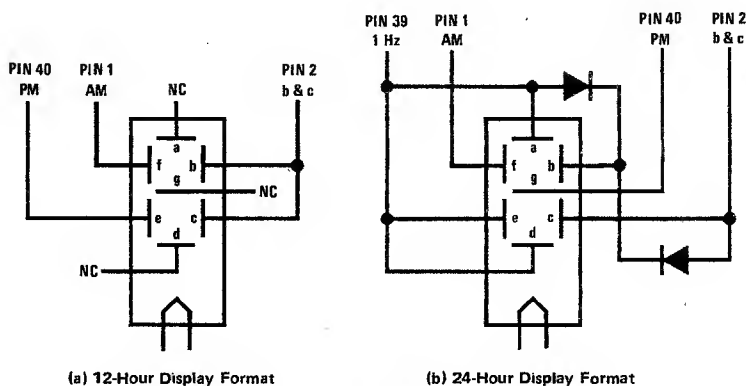 PIN 40
PM
PIN 1
AM
NC
PIN 2
b & c
a
f
b
g
NC
e
c
d
NC
(a) 12-Hour Display Format
PIN 39
1 Hz
PIN 1
AM
PIN 40
PM
PIN 2
b & c
a
f
b
g
e
c
d
(b) 24-Hour Display Format